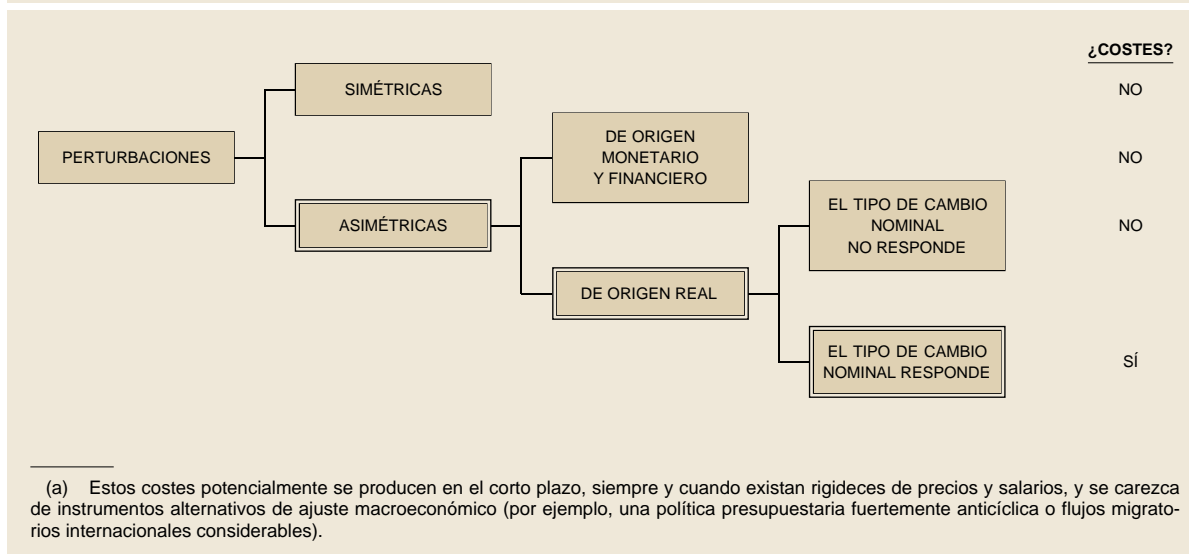 ¿COSTES?
SIMÉTRICAS
NO
DE ORIGEN
MONETARIO
Y FINANCIERO
PERTURBACIONES
NO
EL TIPO DE CAMBIO
NOMINAL
NO RESPONDE
ASIMÉTRICAS
NO
DE ORIGEN REAL
EL TIPO DE CAMBIO
NOMINAL RESPONDE
SÍ
(a) Estos costes potencialmente se producen en el corto plazo, siempre y cuando existan rigideces de precios y salarios, y se carezca
de instrumentos alternativos de ajuste macroeconómico (por ejemplo, una política presupuestaria fuertemente anticíclica o flujos migrato-
rios internacionales considerables).